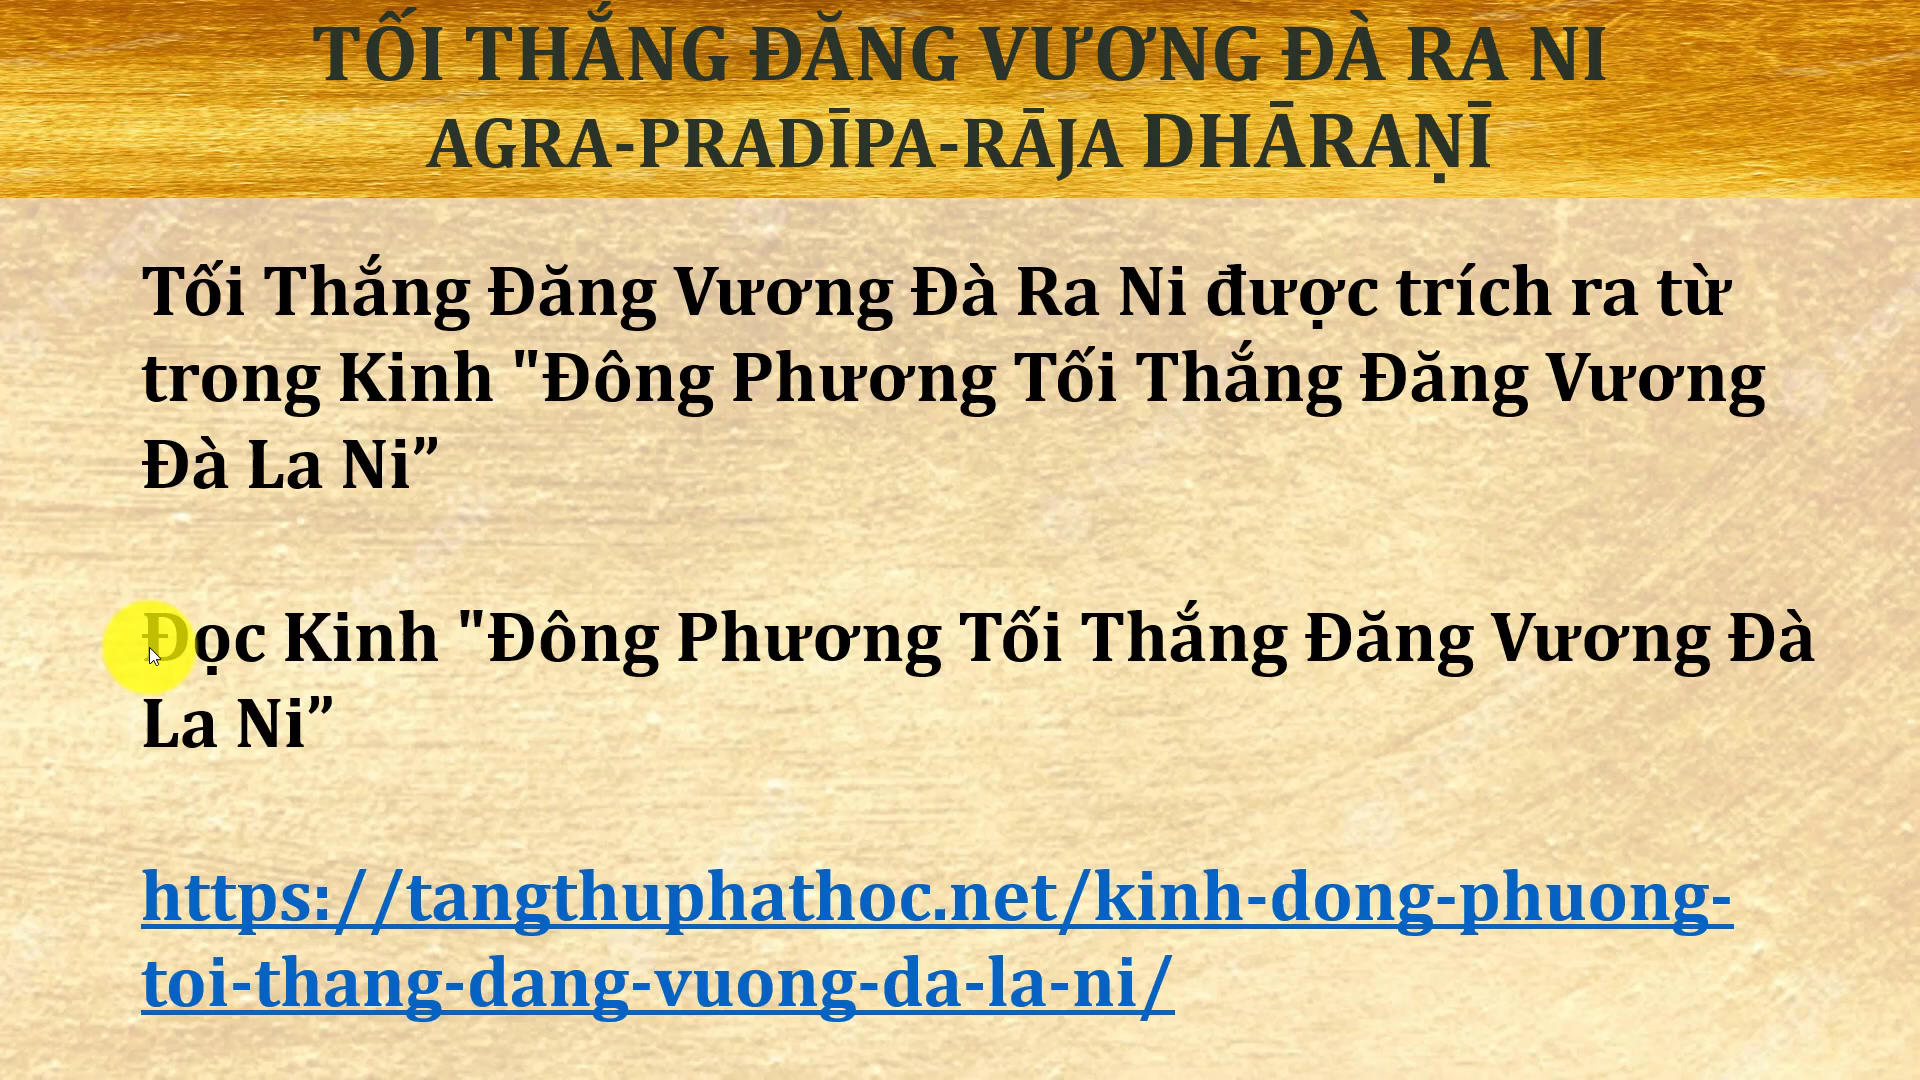 TỐI THẮNG ĐĂNG VƯƠNG ĐÀ RA NI
AGRA-PRADĪPA-RĀJA DHĀRAṆĪ
Tối Thắng Đăng Vương Đà Ra Ni được trích ra từ
trong Kinh "Đông Phương Tối Thắng Đăng Vương
Đà La Ni”
Đọc Kinh "Đông Phương Tối Thắng Đăng Vương Đà
La Ni”
https://tangthuphathoc.net/kinh-dong-phuong-
toi-thang-dang-vuong-da-la-ni/